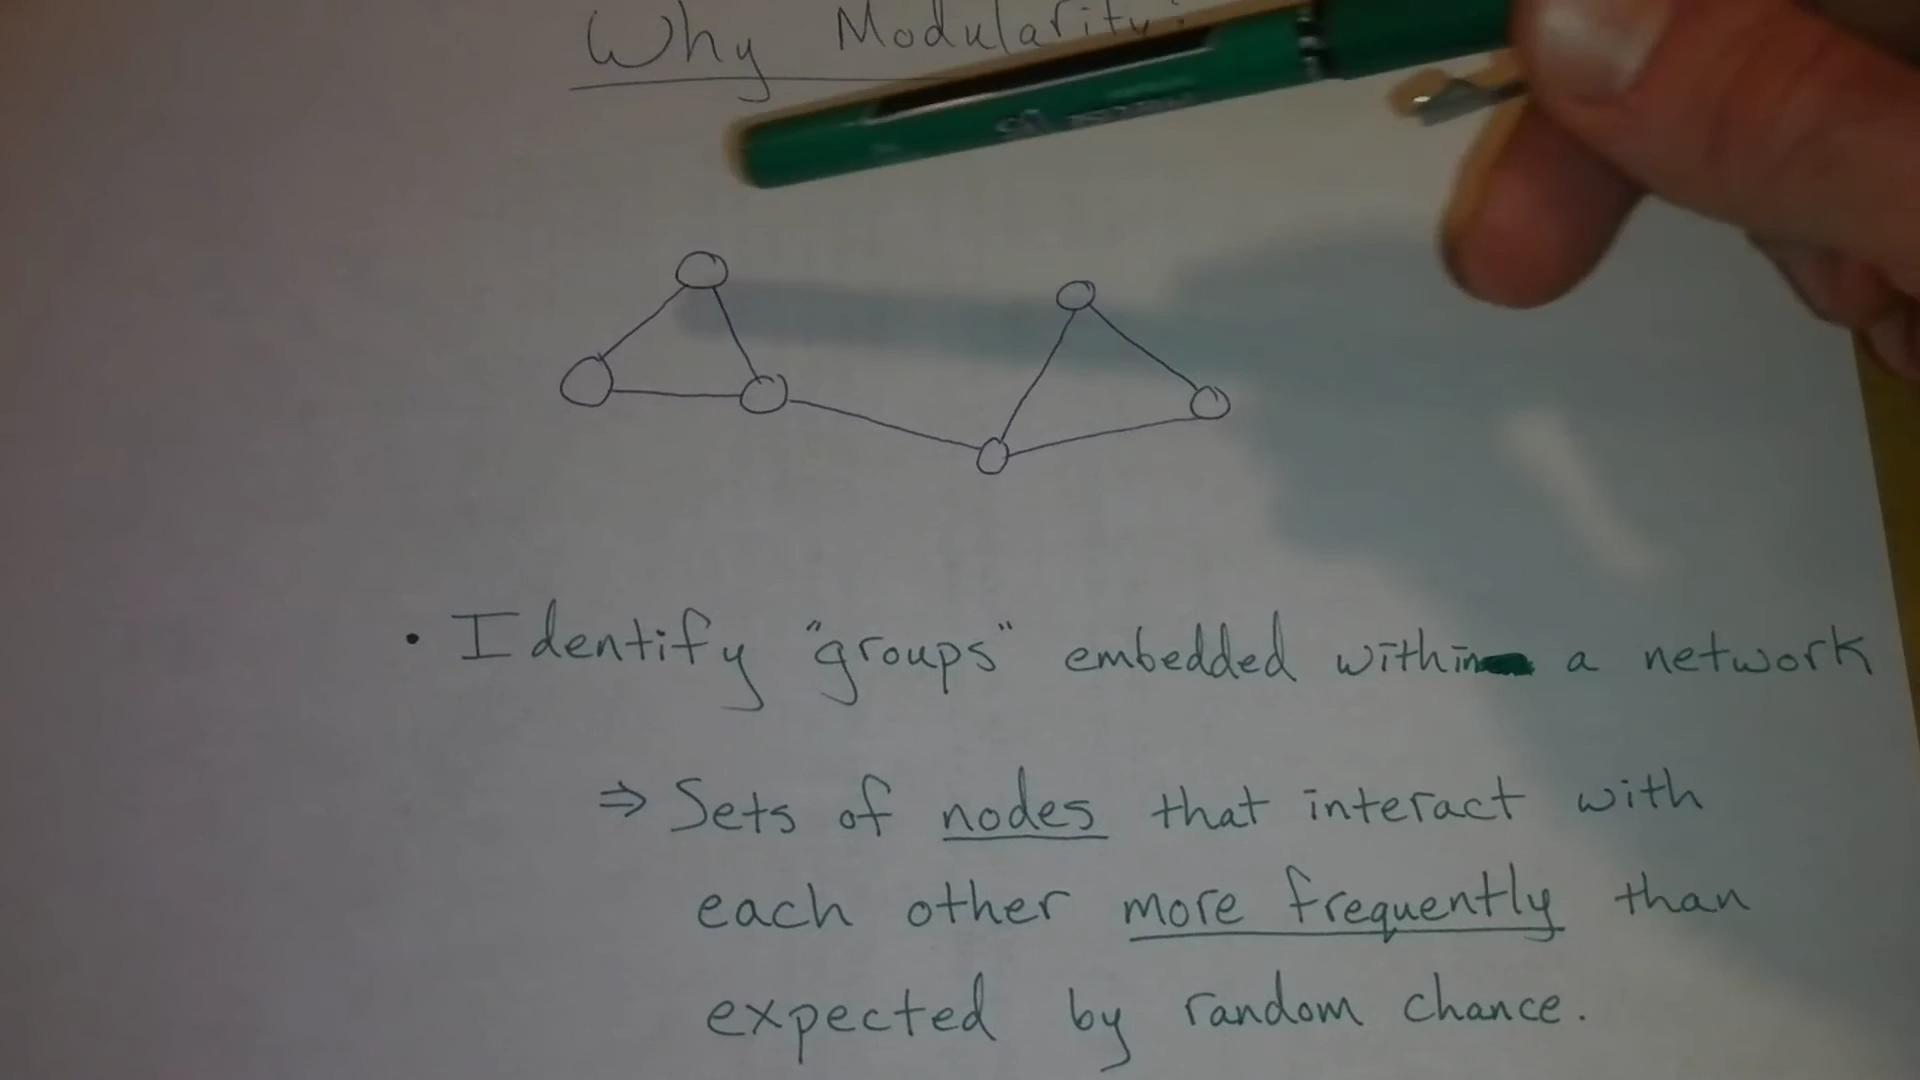 Why Modularity?
• Identify "groups" embedded within a network
⇒ Sets of nodes that interact with
each other more frequently than
expected by random chance.